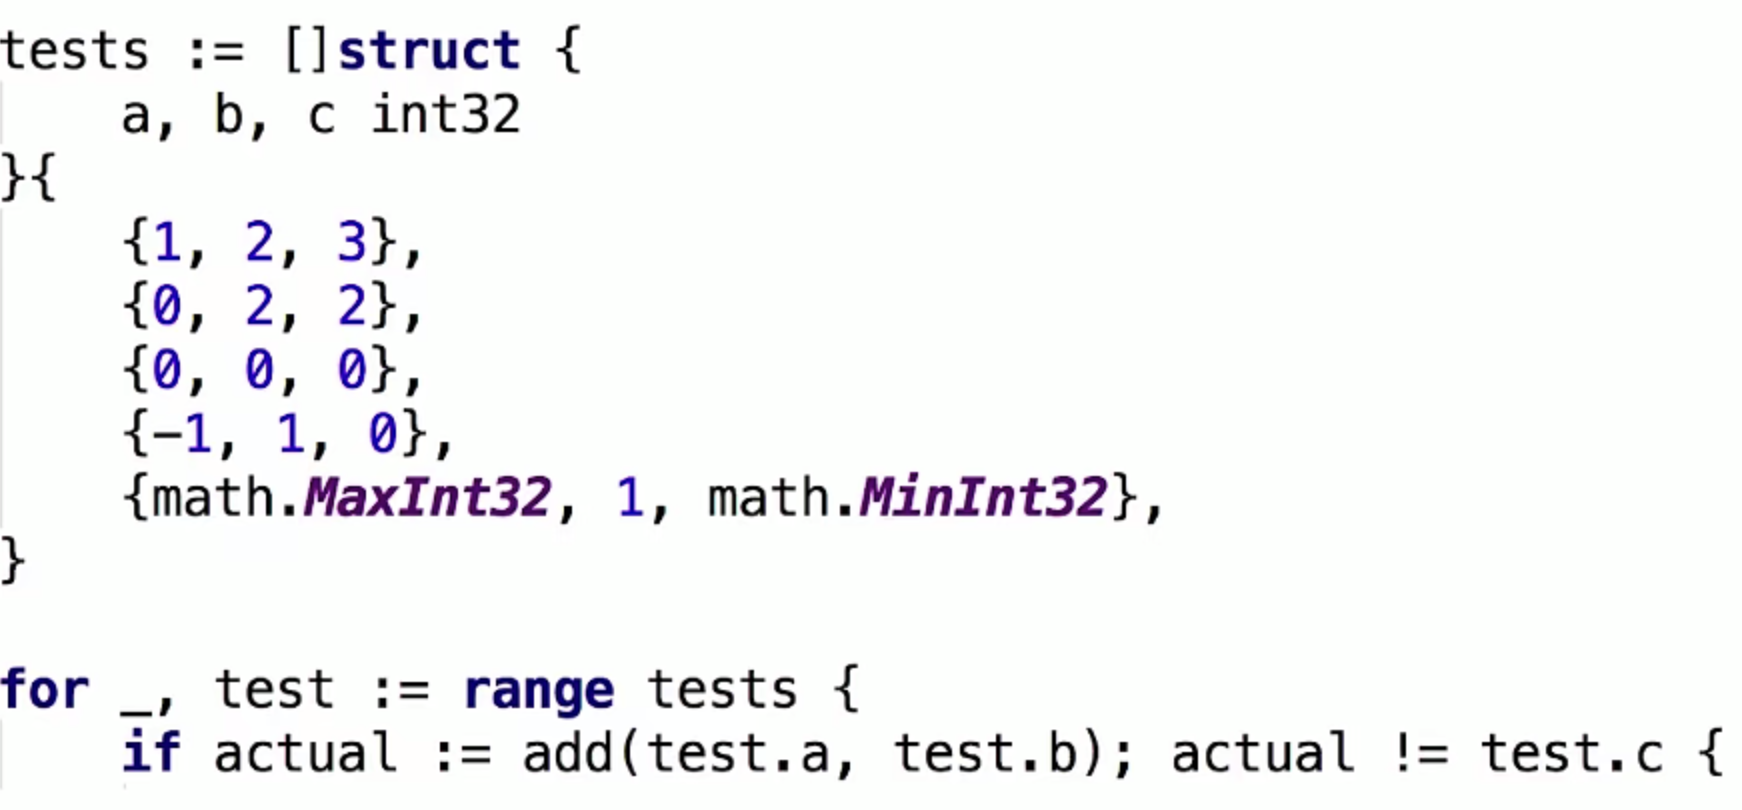 tests := []struct {
    a, b, c int32
}{
    {1, 2, 3},
    {0, 2, 2},
    {0, 0, 0},
    {-1, 1, 0},
    {math.MaxInt32, 1, math.MinInt32},
}
for _, test := range tests {
    if actual := add(test.a, test.b); actual != test.c {